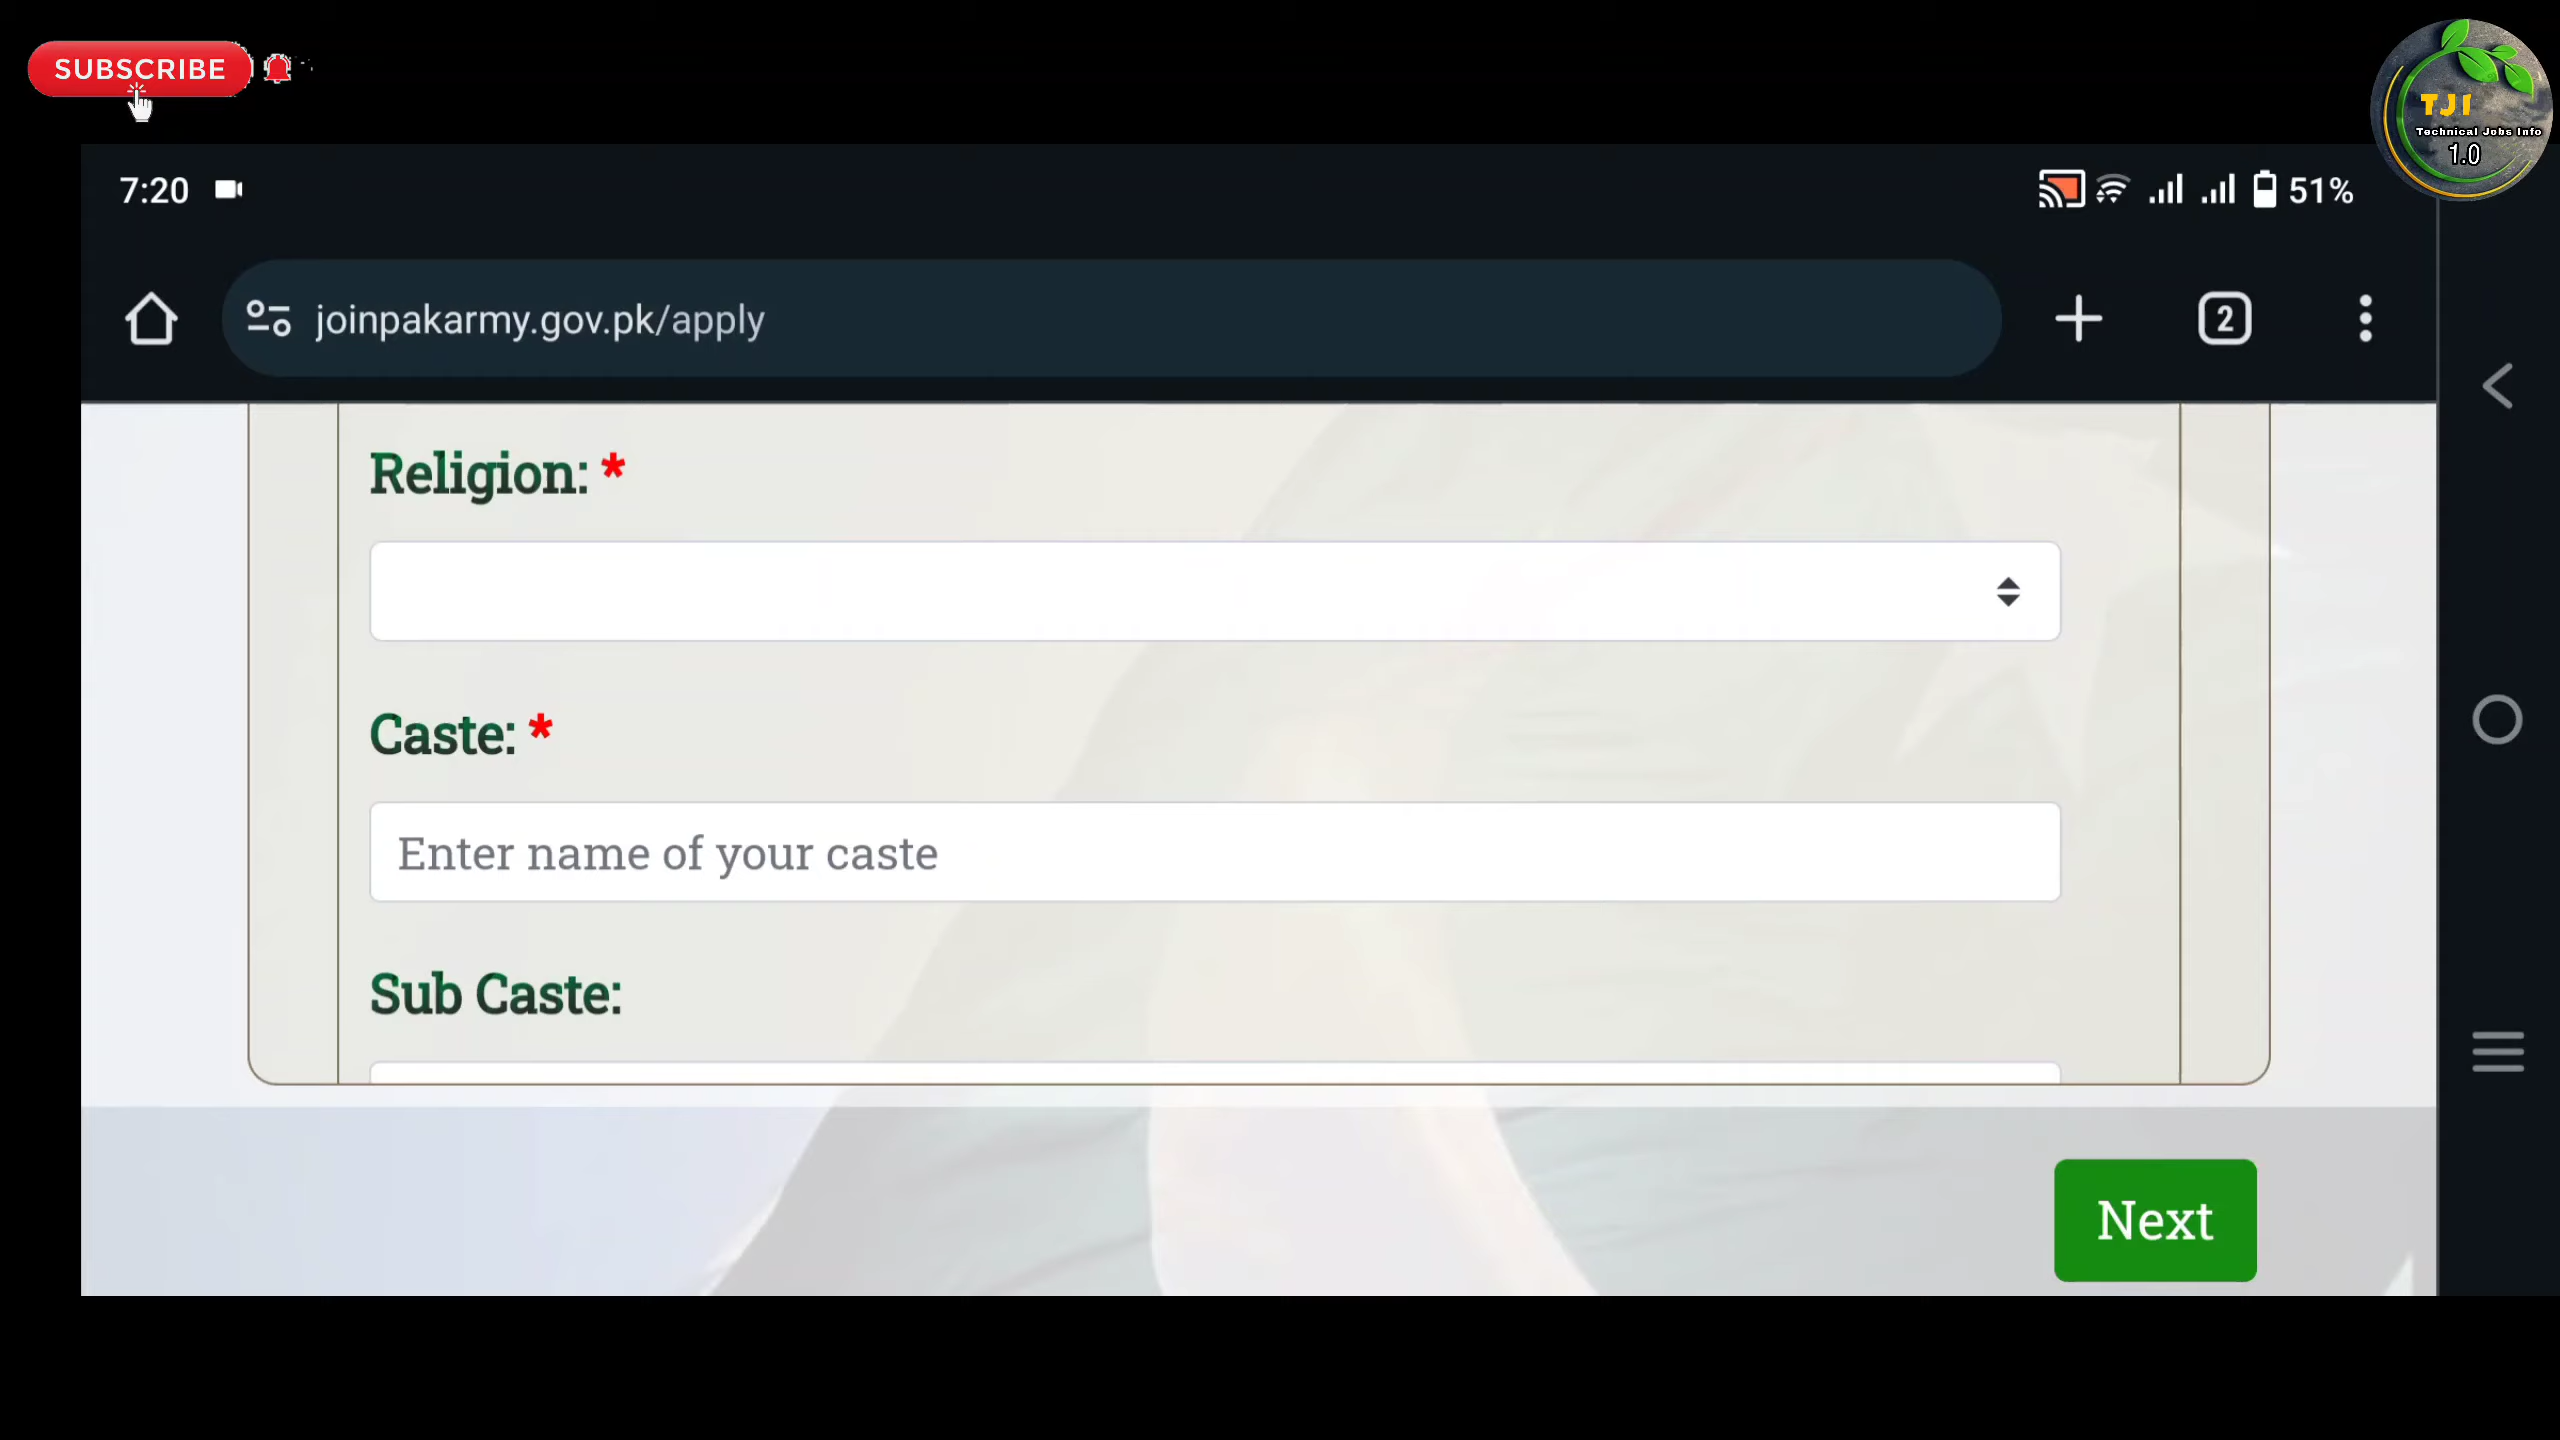 SUBSCRIBE
TJI
Technical Jobs Info
1.0
7:20
51%
joinpakarmy.gov.pk/apply
2
Religion: *
Caste: *
Enter name of your caste
Sub Caste:
Next